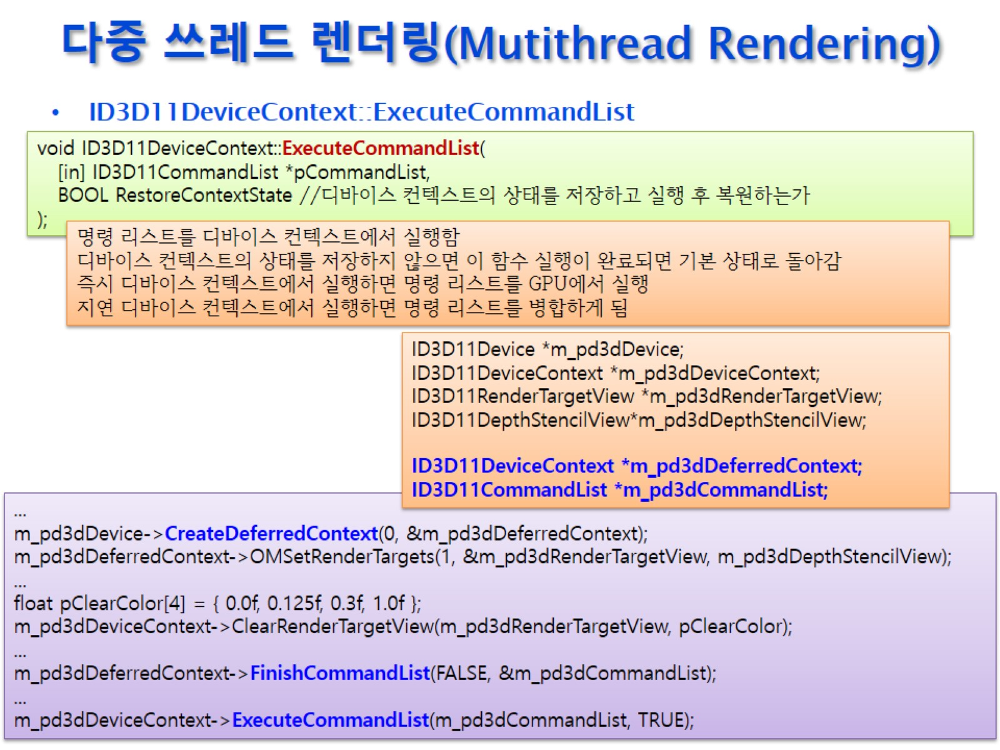 다중 쓰레드 렌더링(Mutithread Rendering)
• ID3D11DeviceContext::ExecuteCommandList
void ID3D11DeviceContext::ExecuteCommandList(
[in] ID3D11CommandList *pCommandList,
BOOL RestoreContextState //디바이스 컨텍스트의 상태를 저장하고 실행 후 복원하는가
);
명령 리스트를 디바이스 컨텍스트에서 실행함
디바이스 컨텍스트의 상태를 저장하지 않으면 이 함수 실행이 완료되면 기본 상태로 돌아감
즉시 디바이스 컨텍스트에서 실행하면 명령 리스트를 GPU에서 실행
지연 디바이스 컨텍스트에서 실행하면 명령 리스트를 병합하게 됨
ID3D11Device *m_pd3dDevice;
ID3D11DeviceContext *m_pd3dDeviceContext;
ID3D11RenderTargetView *m_pd3dRenderTargetView;
ID3D11DepthStencilView*m_pd3dDepthStencilView;
ID3D11DeviceContext *m_pd3dDeferredContext;
ID3D11CommandList *m_pd3dCommandList;
...
m_pd3dDevice->CreateDeferredContext(0, &m_pd3dDeferredContext);
m_pd3dDeferredContext->OMSetRenderTargets(1, &m_pd3dRenderTargetView, m_pd3dDepthStencilView);
...
float pClearColor[4] = { 0.0f, 0.125f, 0.3f, 1.0f };
m_pd3dDeviceContext->ClearRenderTargetView(m_pd3dRenderTargetView, pClearColor);
...
m_pd3dDeferredContext->FinishCommandList(FALSE, &m_pd3dCommandList);
...
m_pd3dDeviceContext->ExecuteCommandList(m_pd3dCommandList, TRUE);